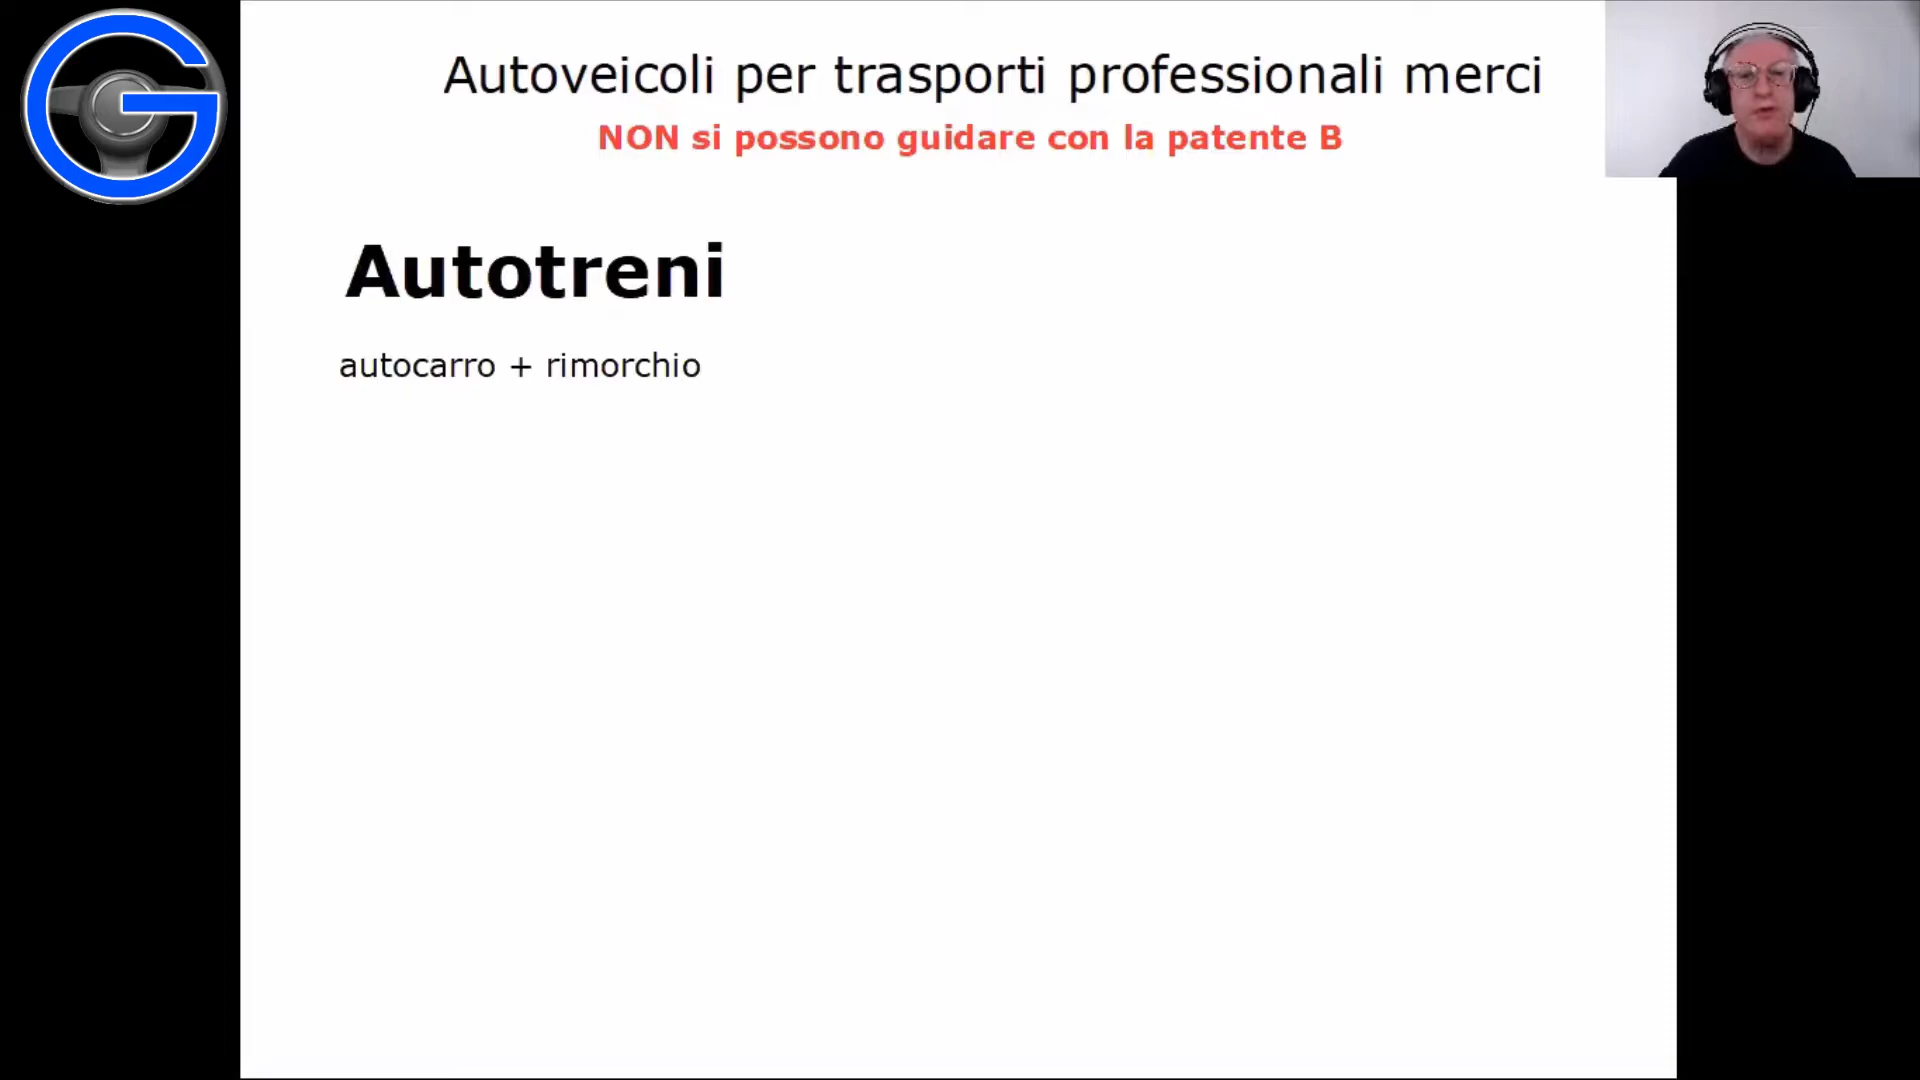 G
Autoveicoli per trasporti professionali merci
NON si possono guidare con la patente B
Autotreni
autocarro + rimorchio